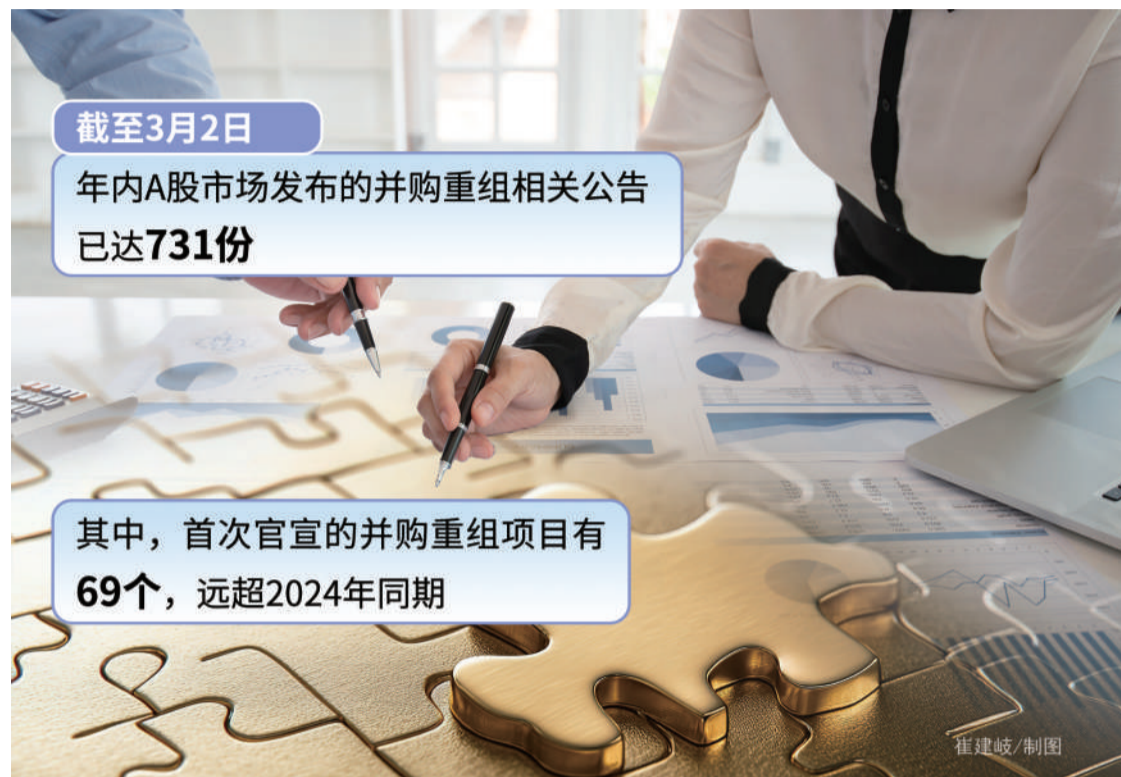 截至3月2日
年内A股市场发布的并购重组相关公告
已达731份
其中，首次官宣的并购重组项目有
69个，远超2024年同期
崔建岐/制图